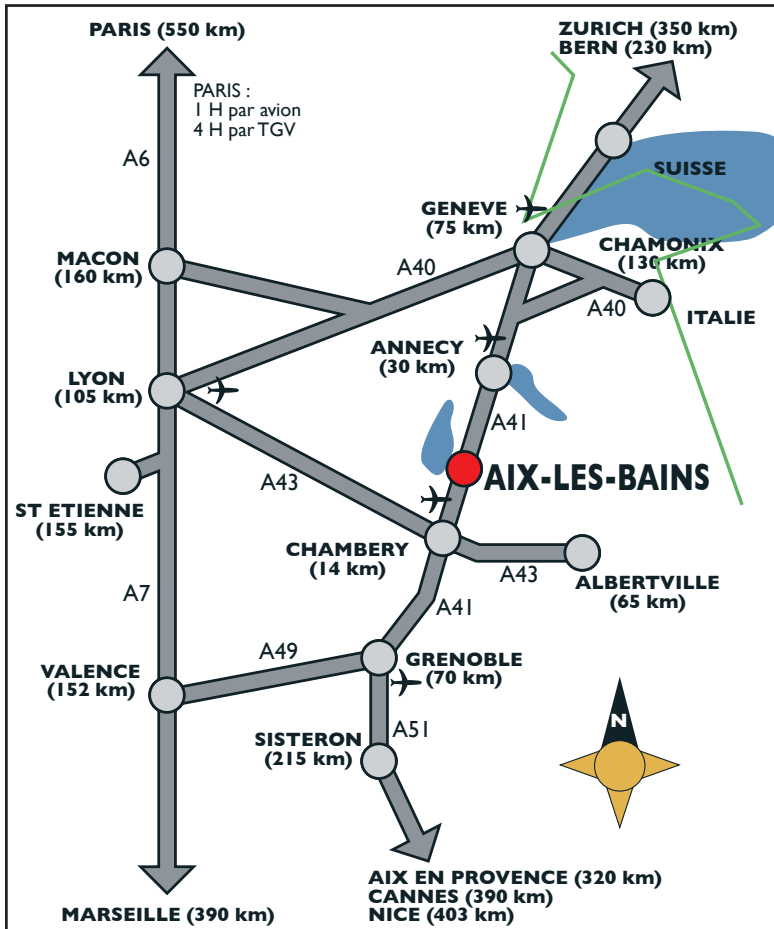 PARIS (550 km)
ZURICH (350 km)
BERN (230 km)
PARIS :
1 H par avion
4 H par TGV
A6
SUISSE
GENEVE
(75 km)
MACON
(160 km)
A40
CHAMONIX
(130 km)
A40
ITALIE
ANNECY
(30 km)
LYON
(105 km)
A41
AIX-LES-BAINS
A43
ST ETIENNE
(155 km)
CHAMBERY
(14 km)
A43
ALBERTVILLE
(65 km)
A7
A41
A49
VALENCE
(152 km)
GRENOBLE
(70 km)
A51
SISTERON
(215 km)
N
AIX EN PROVENCE (320 km)
CANNES (390 km)
NICE (403 km)
MARSEILLE (390 km)